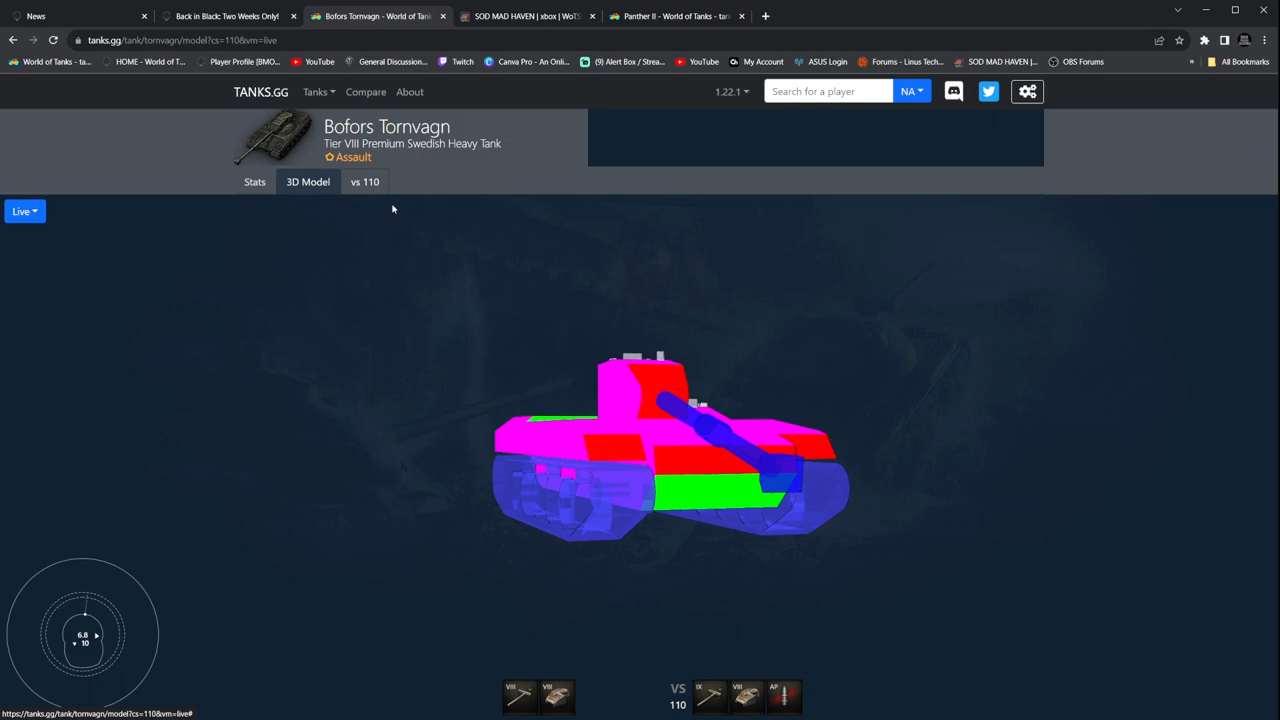 News
Back in Black: Two Weeks Only!
Bofors Tornvagn - World of Tank
SOD MAD HAVEN | xbox | WoTS
Panther II - World of Tanks - tan
tanks.gg/tank/tornvagn/model?cs=110&vm=live
World of Tanks - ta...
HOME - World of T...
Player Profile [BMO...
YouTube
General Discussion...
Twitch
Canva Pro - An Onli...
(9) Alert Box / Strea...
YouTube
My Account
ASUS Login
Forums - Linus Tech...
SOD MAD HAVEN |...
OBS Forums
»
All Bookmarks
TANKS.GG
Tanks
Compare
About
1.22.1
Search for a player
NA
Bofors Tornvagn
Tier VIII Premium Swedish Heavy Tank
Assault
Stats
3D Model
vs 110
Live
6.8
10
VIII
VIII
VS
110
IX
VIII
AP
https://tanks.gg/tank/tornvagn/model?cs=110&vm=live#